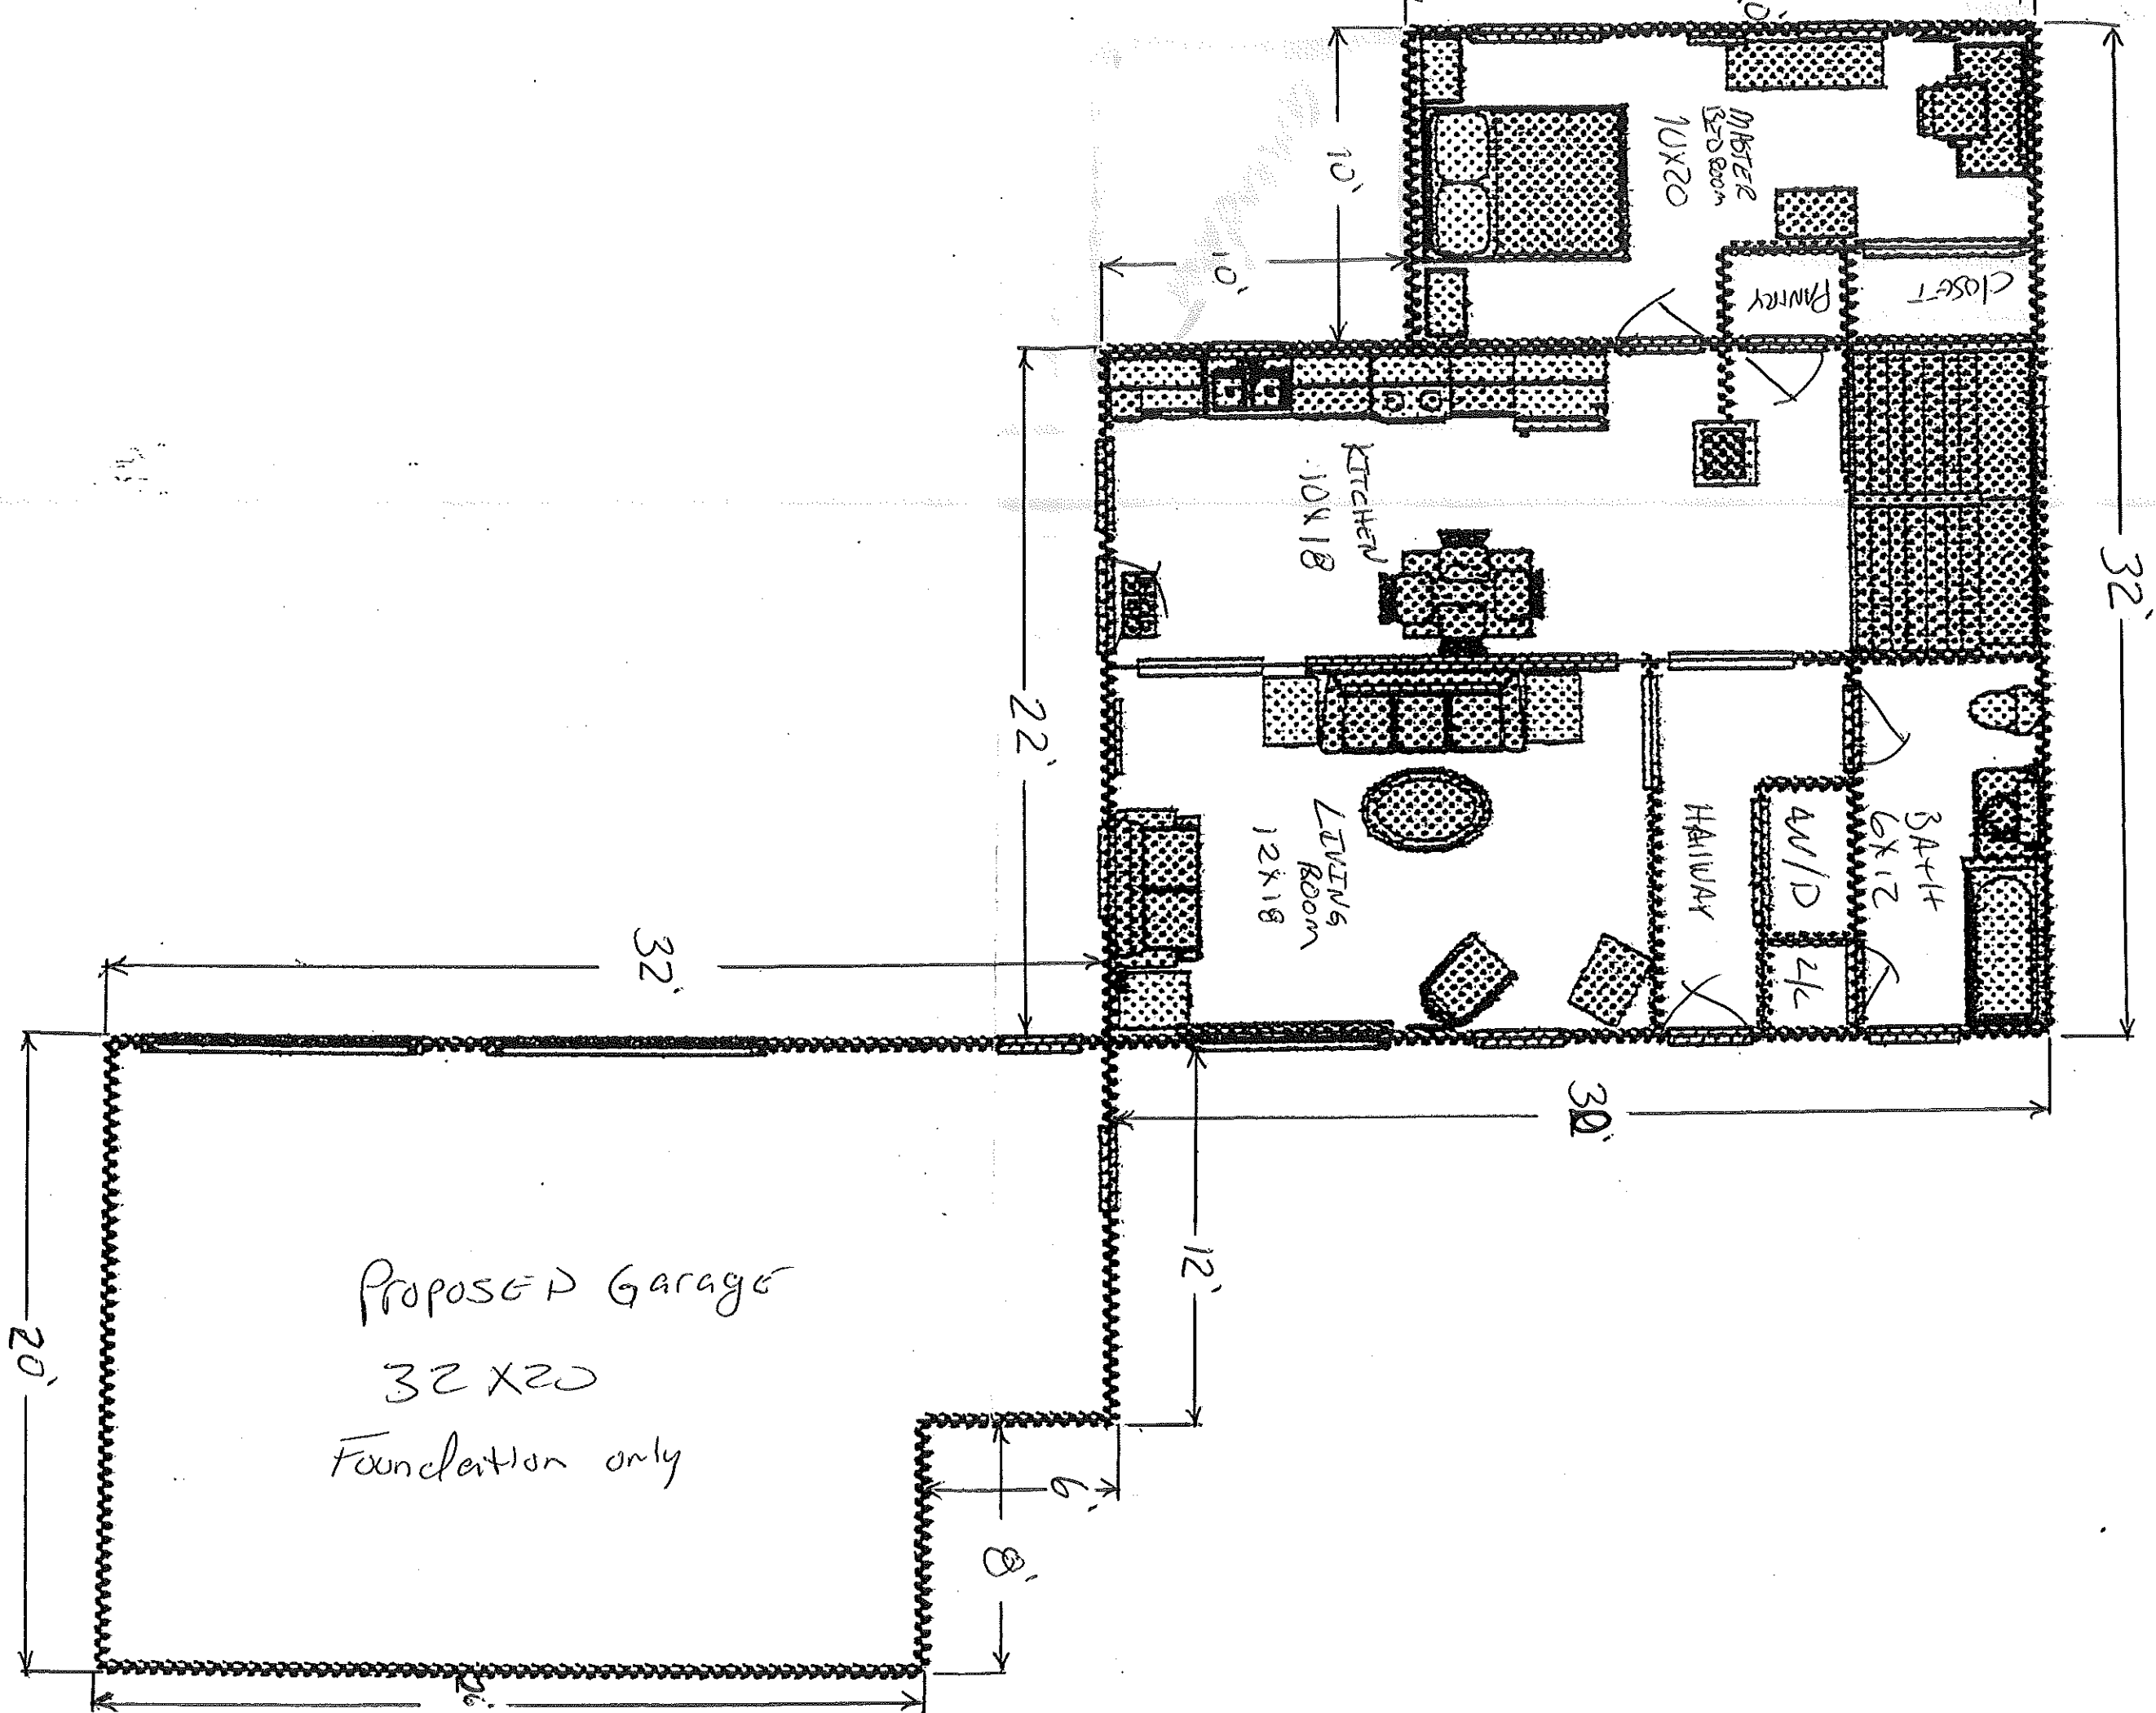 32'
10'
10'
MASTER
BEDROOM
10X20
PANTRY
CLOSET
KITCHEN
10X18
22'
LIVING
ROOM
12X18
HALLWAY
W/D
BATH
6X12
L/C
32'
30'
12'
6'
8'
20'
26'
Proposed Garage
32X20
Foundation only